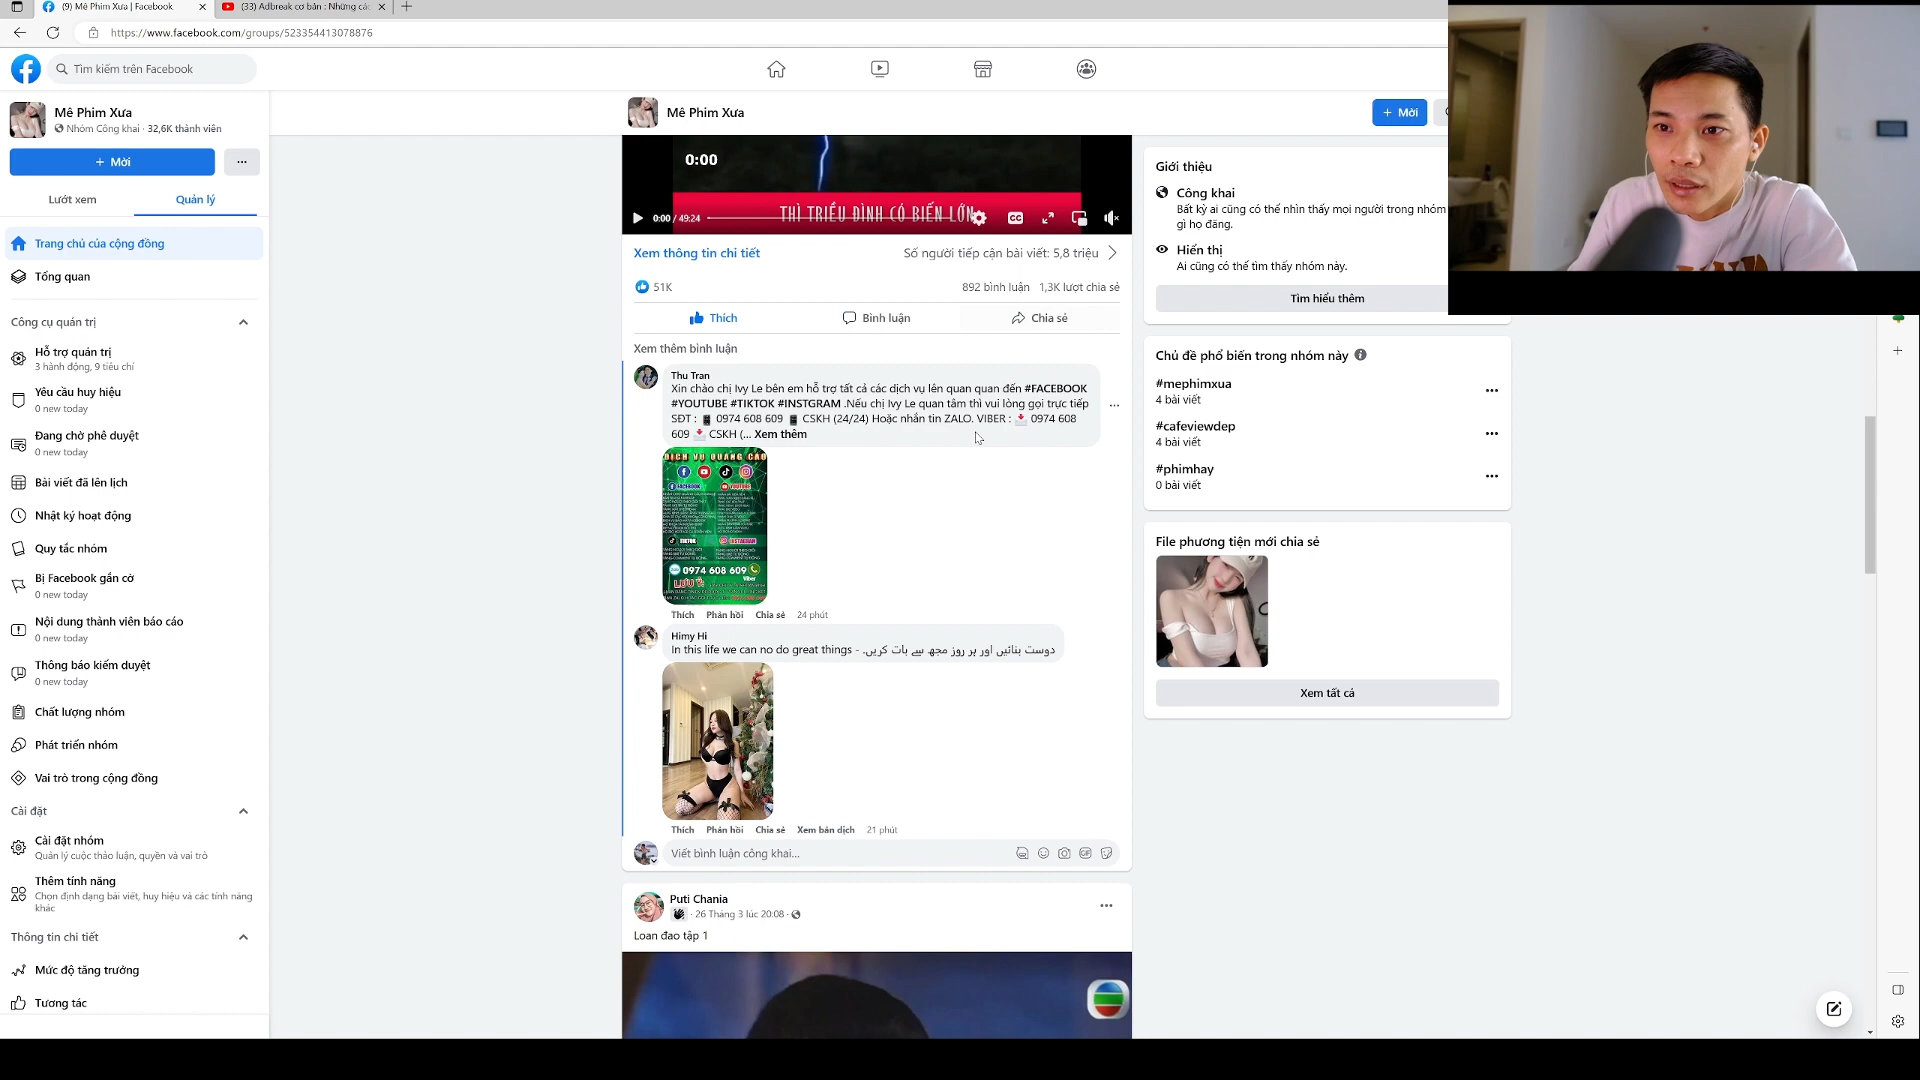 (9) Mê Phim Xưa | Facebook
(33) Adbreak cơ bản : Những cá
https://www.facebook.com/groups/523354413078876
Tìm kiếm trên Facebook
Mê Phim Xưa
Nhóm Công khai · 32,6K thành viên
+ Mời
Lướt xem
Quản lý
Trang chủ của cộng đồng
Tổng quan
Công cụ quản trị
Hỗ trợ quản trị
3 hành động, 9 tiêu chí
Yêu cầu huy hiệu
0 new today
Đang chờ phê duyệt
0 new today
Bài viết đã lên lịch
Nhật ký hoạt động
Quy tắc nhóm
Bị Facebook gắn cờ
0 new today
Nội dung thành viên báo cáo
0 new today
Thông báo kiểm duyệt
0 new today
Chất lượng nhóm
Phát triển nhóm
Vai trò trong cộng đồng
Cài đặt
Cài đặt nhóm
Quản lý cuộc thảo luận, quyền và vai trò
Thêm tính năng
Chọn định dạng bài viết, huy hiệu và các tính năng
khác
Thông tin chi tiết
Mức độ tăng trưởng
Tương tác
Mê Phim Xưa
+ Mời
0:00
THÌ TRIỀU ĐÌNH CÓ BIẾN LỚN
0:00 / 49:24
CC
Xem thông tin chi tiết
Số người tiếp cận bài viết: 5,8 triệu
51K
892 bình luận 1,3K lượt chia sẻ
Thích
Bình luận
Chia sẻ
Xem thêm bình luận
Thu Tran
Xin chào chị Ivy Le bên em hỗ trợ tất cả các dịch vụ lên quan quan đến #FACEBOOK
#YOUTUBE #TIKTOK #INSTGRAM .Nếu chị Ivy Le quan tâm thì vui lòng gọi trực tiếp
SĐT : 📱 0974 608 609 📱 CSKH (24/24) Hoặc nhắn tin ZALO. VIBER : 📩 0974 608
609 📩 CSKH (... Xem thêm
DỊCH VỤ QUẢNG CÁO
FACEBOOK
YOUTUBE
TIKTOK
INSTAGRAM
0974 608 609
Viber
LƯU Ý:
Thích Phản hồi Chia sẻ 24 phút
Himy Hi
In this life we can no do great things - دوست بنائیں اور ہر روز مجھ سے بات کریں.
Thích Phản hồi Chia sẻ Xem bản dịch 21 phút
Viết bình luận công khai...
GIF
Puti Chania
· 26 Tháng 3 lúc 20:08 ·
Loan đao tập 1
Giới thiệu
Công khai
Bất kỳ ai cũng có thể nhìn thấy mọi người trong nhóm
gì họ đăng.
Hiển thị
Ai cũng có thể tìm thấy nhóm này.
Tìm hiểu thêm
Chủ đề phổ biến trong nhóm này
#mephimxua
4 bài viết
#cafeviewdep
4 bài viết
#phimhay
0 bài viết
File phương tiện mới chia sẻ
Xem tất cả